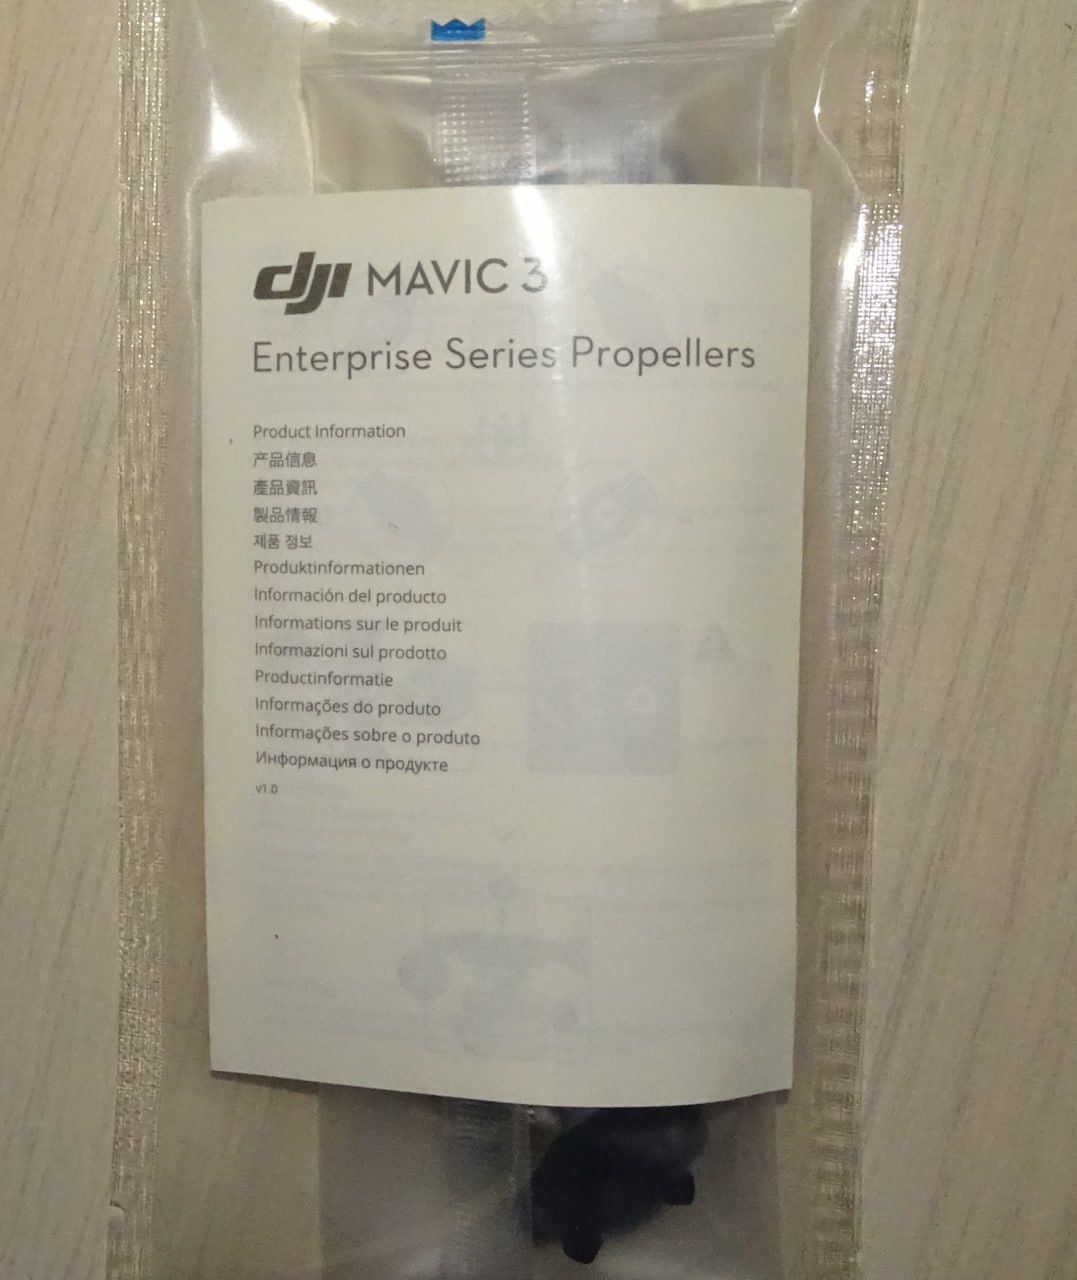 dji MAVIC 3
Enterprise Series Propellers
Product Information
产品信息
產品資訊
製品情報
제품 정보
Produktinformationen
Información del producto
Informations sur le produit
Informazioni sul prodotto
Productinformatie
Informações do produto
Informações sobre o produto
Информация о продукте
v1.0